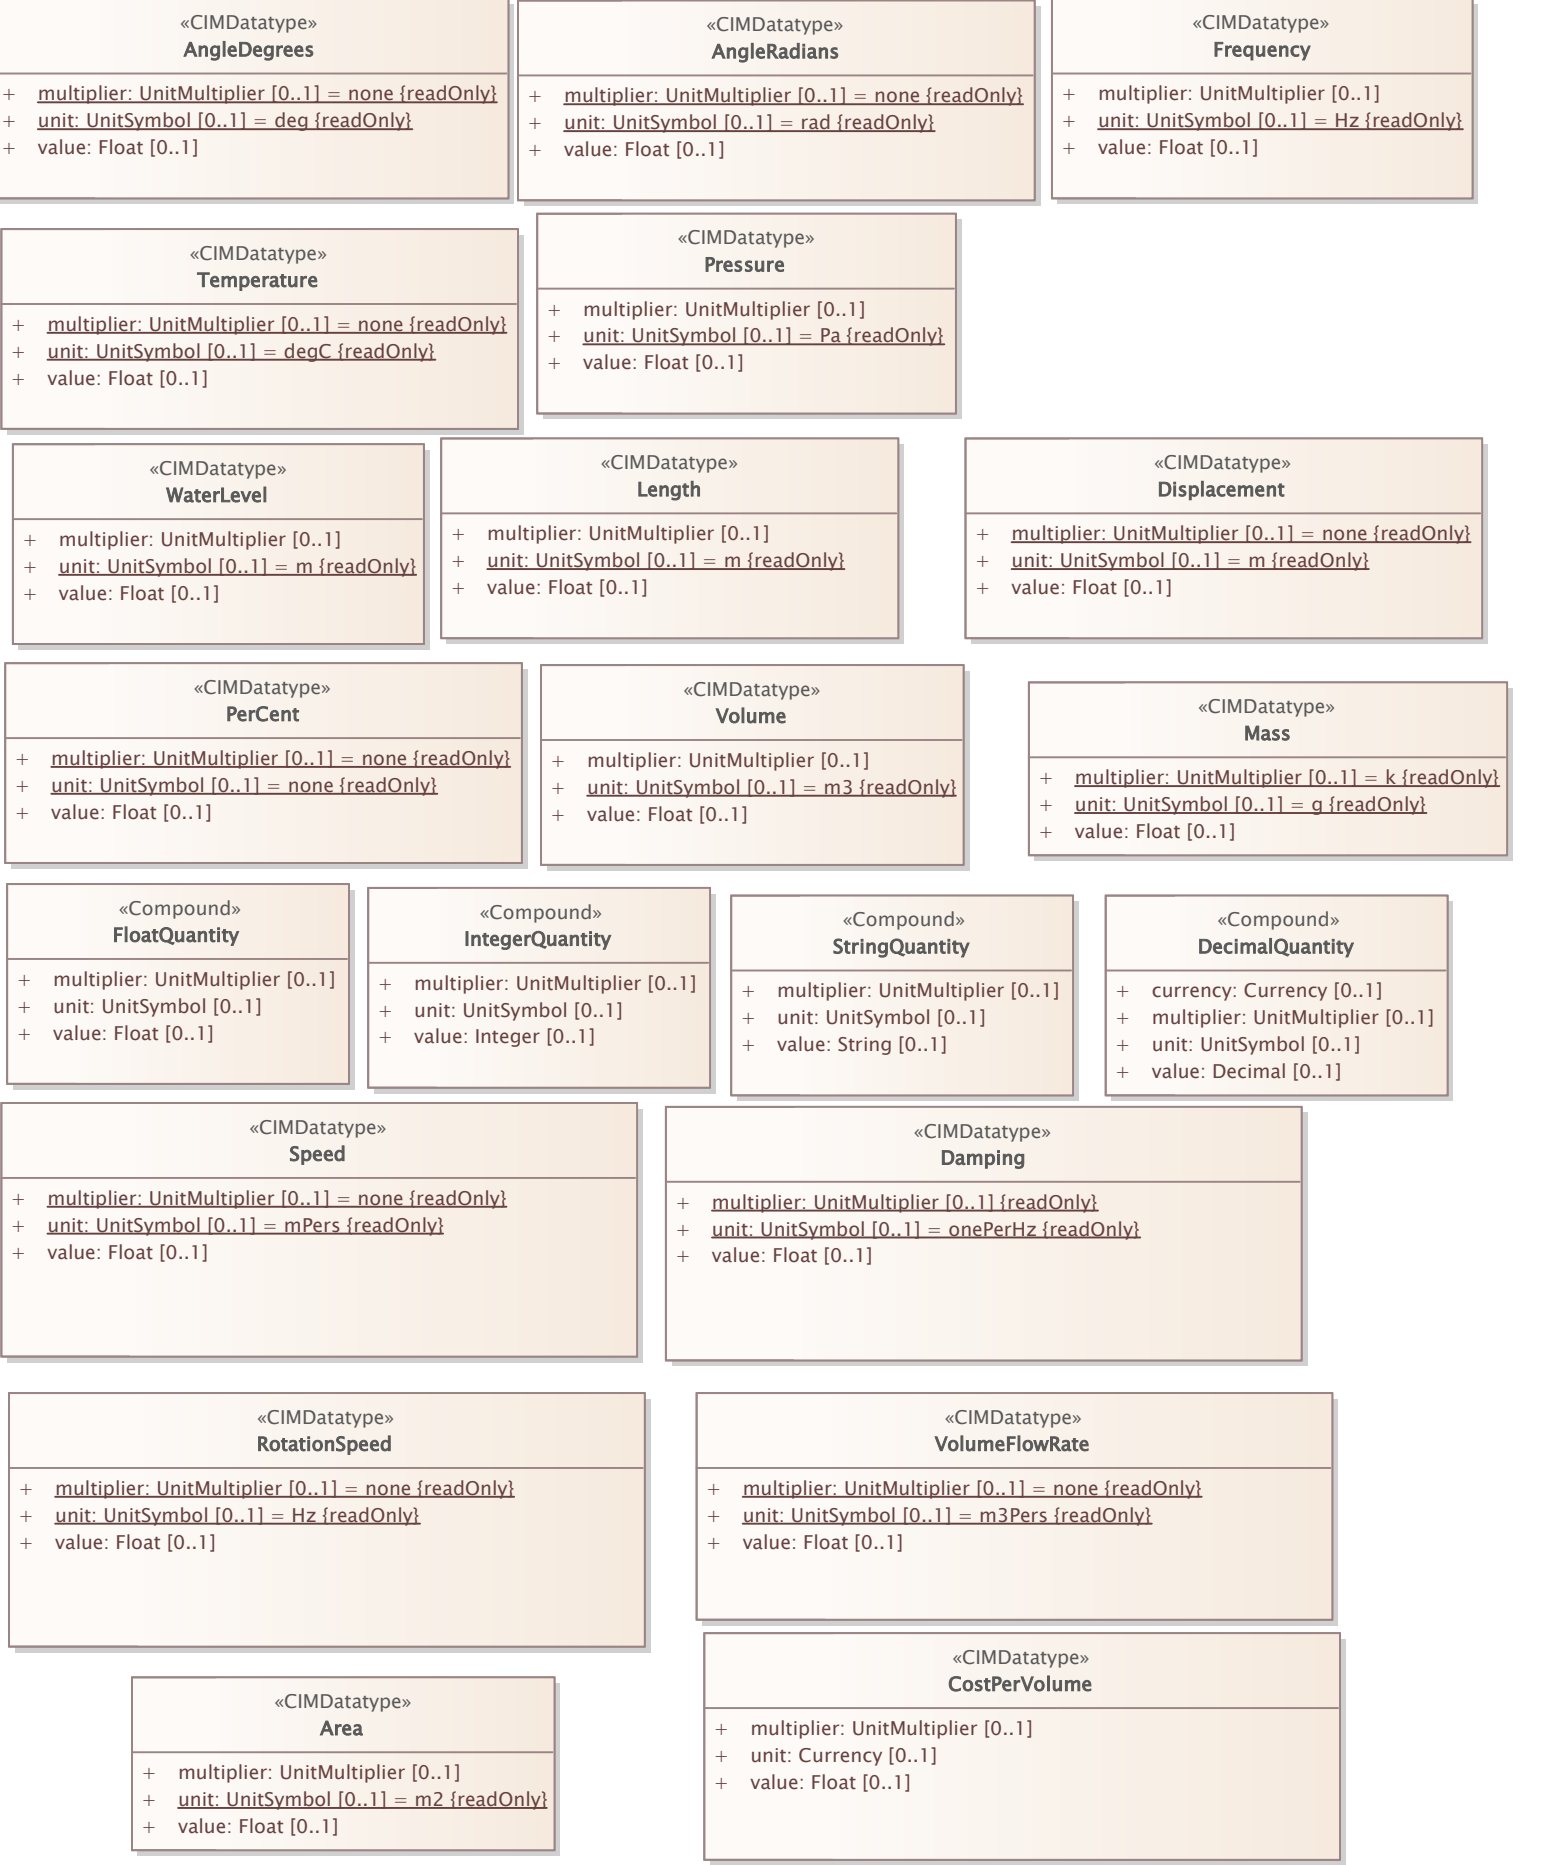 «CIMDatatype»
AngleDegrees
+ multiplier: UnitMultiplier [0..1] = none {readOnly}
+ unit: UnitSymbol [0..1] = deg {readOnly}
+ value: Float [0..1]
«CIMDatatype»
AngleRadians
+ multiplier: UnitMultiplier [0..1] = none {readOnly}
+ unit: UnitSymbol [0..1] = rad {readOnly}
+ value: Float [0..1]
«CIMDatatype»
Frequency
+ multiplier: UnitMultiplier [0..1]
+ unit: UnitSymbol [0..1] = Hz {readOnly}
+ value: Float [0..1]
«CIMDatatype»
Temperature
+ multiplier: UnitMultiplier [0..1] = none {readOnly}
+ unit: UnitSymbol [0..1] = degC {readOnly}
+ value: Float [0..1]
«CIMDatatype»
Pressure
+ multiplier: UnitMultiplier [0..1]
+ unit: UnitSymbol [0..1] = Pa {readOnly}
+ value: Float [0..1]
«CIMDatatype»
WaterLevel
+ multiplier: UnitMultiplier [0..1]
+ unit: UnitSymbol [0..1] = m {readOnly}
+ value: Float [0..1]
«CIMDatatype»
Length
+ multiplier: UnitMultiplier [0..1]
+ unit: UnitSymbol [0..1] = m {readOnly}
+ value: Float [0..1]
«CIMDatatype»
Displacement
+ multiplier: UnitMultiplier [0..1] = none {readOnly}
+ unit: UnitSymbol [0..1] = m {readOnly}
+ value: Float [0..1]
«CIMDatatype»
PerCent
+ multiplier: UnitMultiplier [0..1] = none {readOnly}
+ unit: UnitSymbol [0..1] = none {readOnly}
+ value: Float [0..1]
«CIMDatatype»
Volume
+ multiplier: UnitMultiplier [0..1]
+ unit: UnitSymbol [0..1] = m3 {readOnly}
+ value: Float [0..1]
«CIMDatatype»
Mass
+ multiplier: UnitMultiplier [0..1] = k {readOnly}
+ unit: UnitSymbol [0..1] = g {readOnly}
+ value: Float [0..1]
«Compound»
FloatQuantity
+ multiplier: UnitMultiplier [0..1]
+ unit: UnitSymbol [0..1]
+ value: Float [0..1]
«Compound»
IntegerQuantity
+ multiplier: UnitMultiplier [0..1]
+ unit: UnitSymbol [0..1]
+ value: Integer [0..1]
«Compound»
StringQuantity
+ multiplier: UnitMultiplier [0..1]
+ unit: UnitSymbol [0..1]
+ value: String [0..1]
«Compound»
DecimalQuantity
+ currency: Currency [0..1]
+ multiplier: UnitMultiplier [0..1]
+ unit: UnitSymbol [0..1]
+ value: Decimal [0..1]
«CIMDatatype»
Speed
+ multiplier: UnitMultiplier [0..1] = none {readOnly}
+ unit: UnitSymbol [0..1] = mPers {readOnly}
+ value: Float [0..1]
«CIMDatatype»
Damping
+ multiplier: UnitMultiplier [0..1] {readOnly}
+ unit: UnitSymbol [0..1] = onePerHz {readOnly}
+ value: Float [0..1]
«CIMDatatype»
RotationSpeed
+ multiplier: UnitMultiplier [0..1] = none {readOnly}
+ unit: UnitSymbol [0..1] = Hz {readOnly}
+ value: Float [0..1]
«CIMDatatype»
VolumeFlowRate
+ multiplier: UnitMultiplier [0..1] = none {readOnly}
+ unit: UnitSymbol [0..1] = m3Pers {readOnly}
+ value: Float [0..1]
«CIMDatatype»
Area
+ multiplier: UnitMultiplier [0..1]
+ unit: UnitSymbol [0..1] = m2 {readOnly}
+ value: Float [0..1]
«CIMDatatype»
CostPerVolume
+ multiplier: UnitMultiplier [0..1]
+ unit: Currency [0..1]
+ value: Float [0..1]